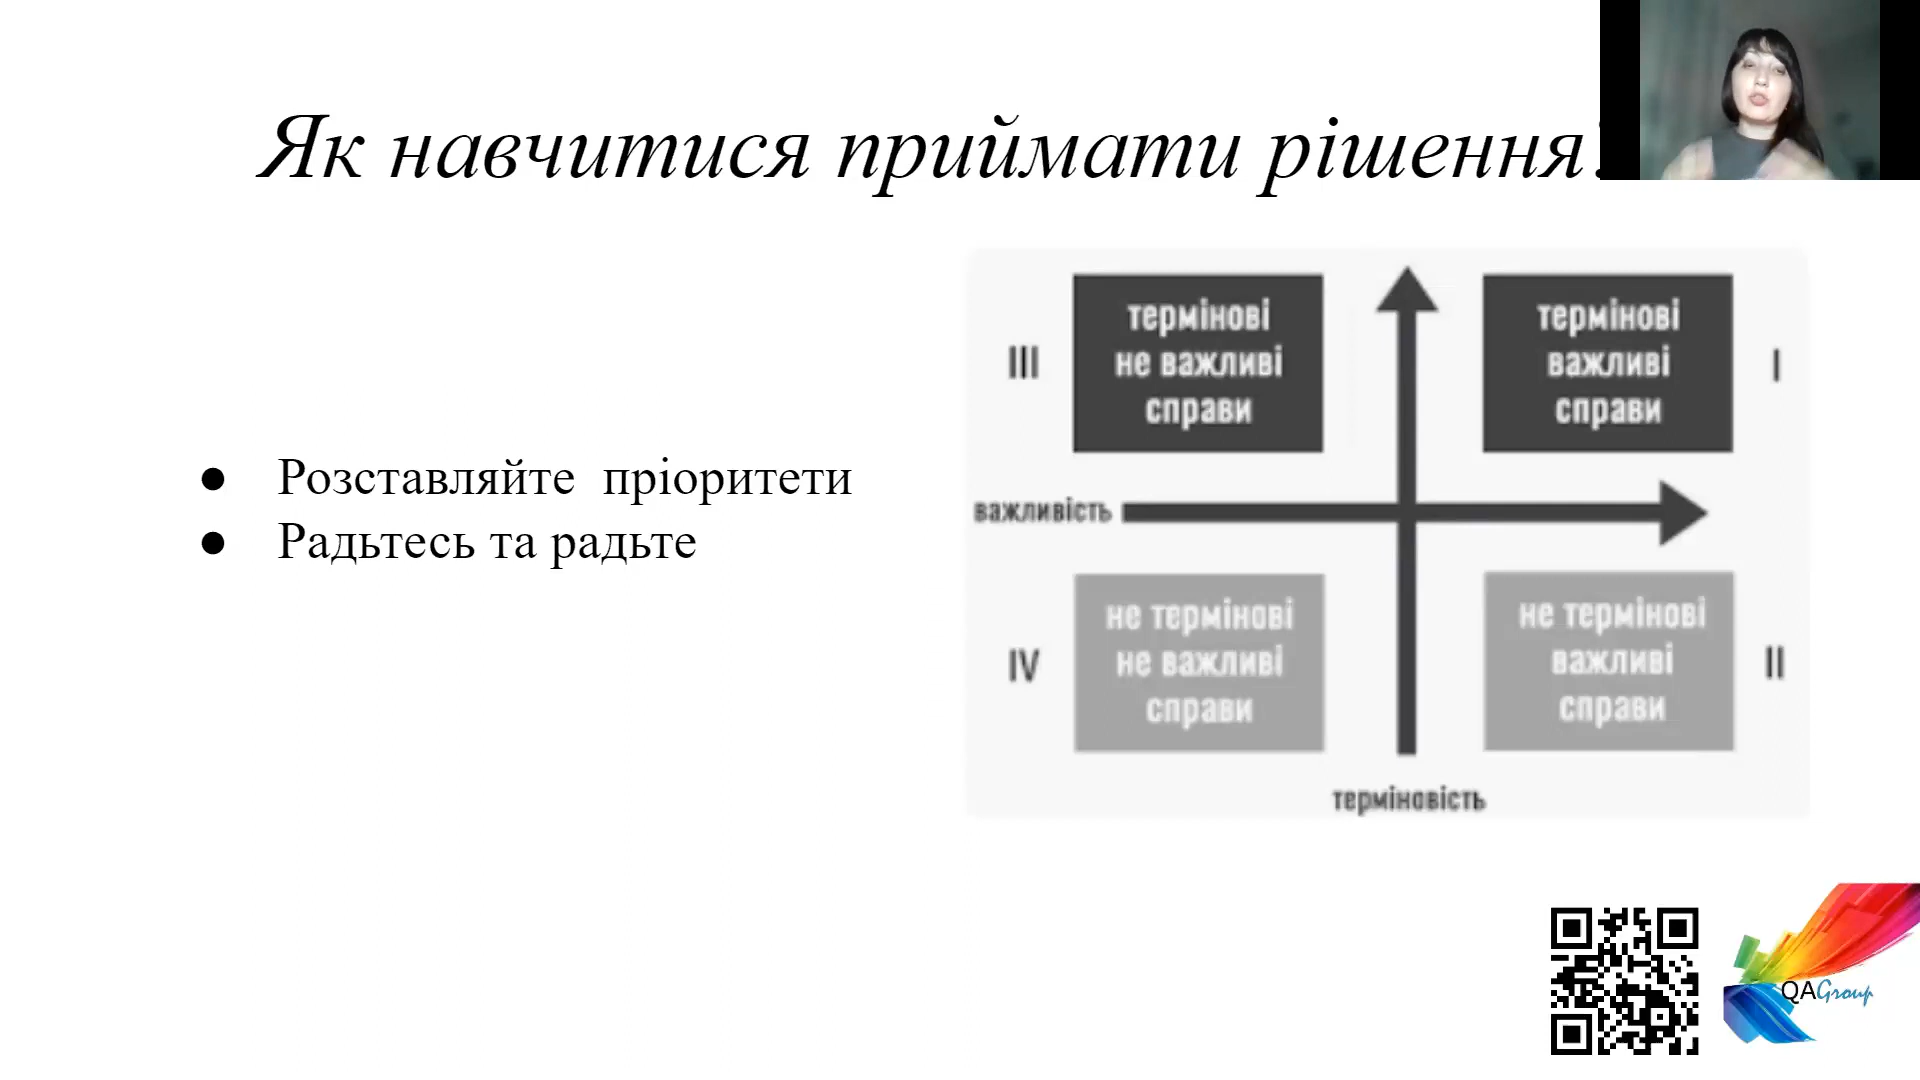 Як навчитися приймати рішення?
● Розставляйте пріоритети
● Радьтесь та радьте
III
термінові
не важливі
справи
термінові
важливі
справи
I
важливість
IV
не термінові
не важливі
справи
не термінові
важливі
справи
II
терміновість
QAGroup